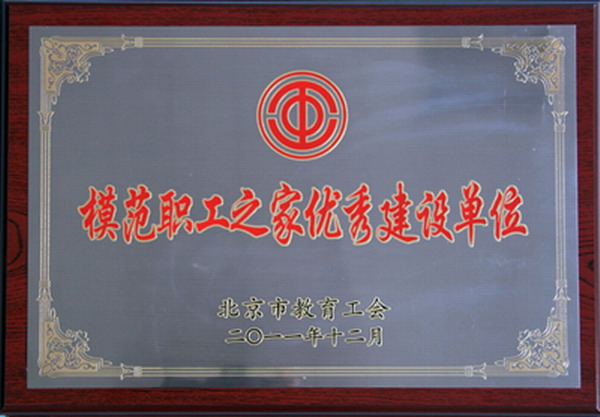 模范职工之家优秀建设单位
北京市教育工会
二〇一一年十二月